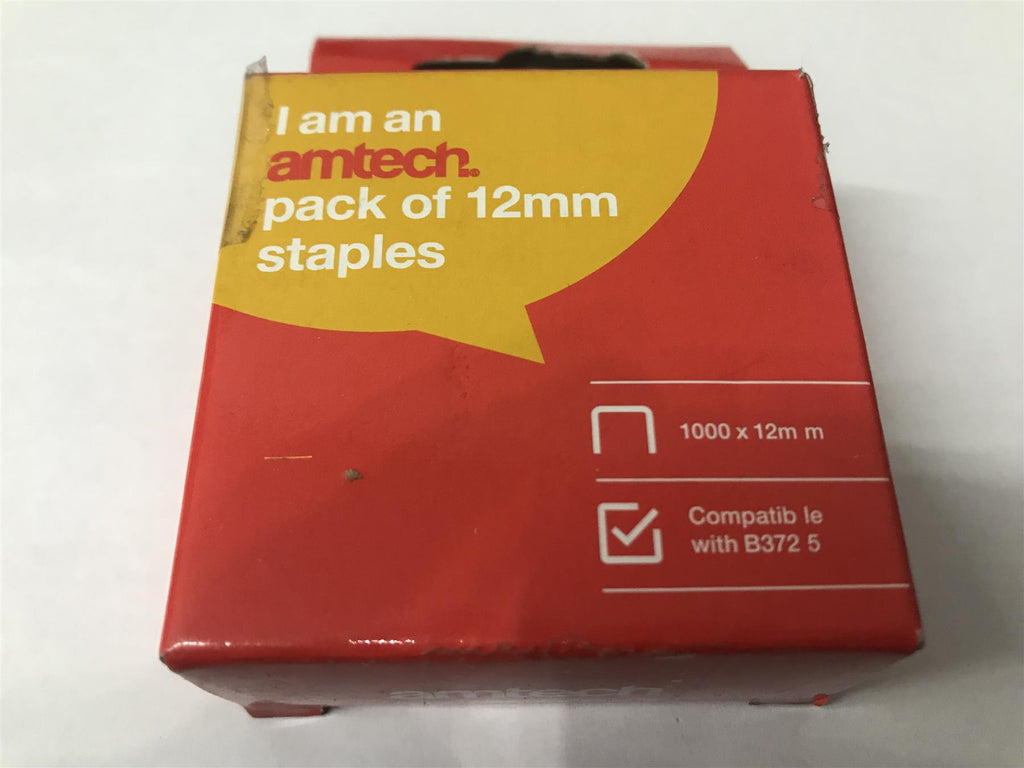 I am an
amtech®
pack of 12mm
staples
1000 x 12m m
Compatib le
with B372 5
amtech